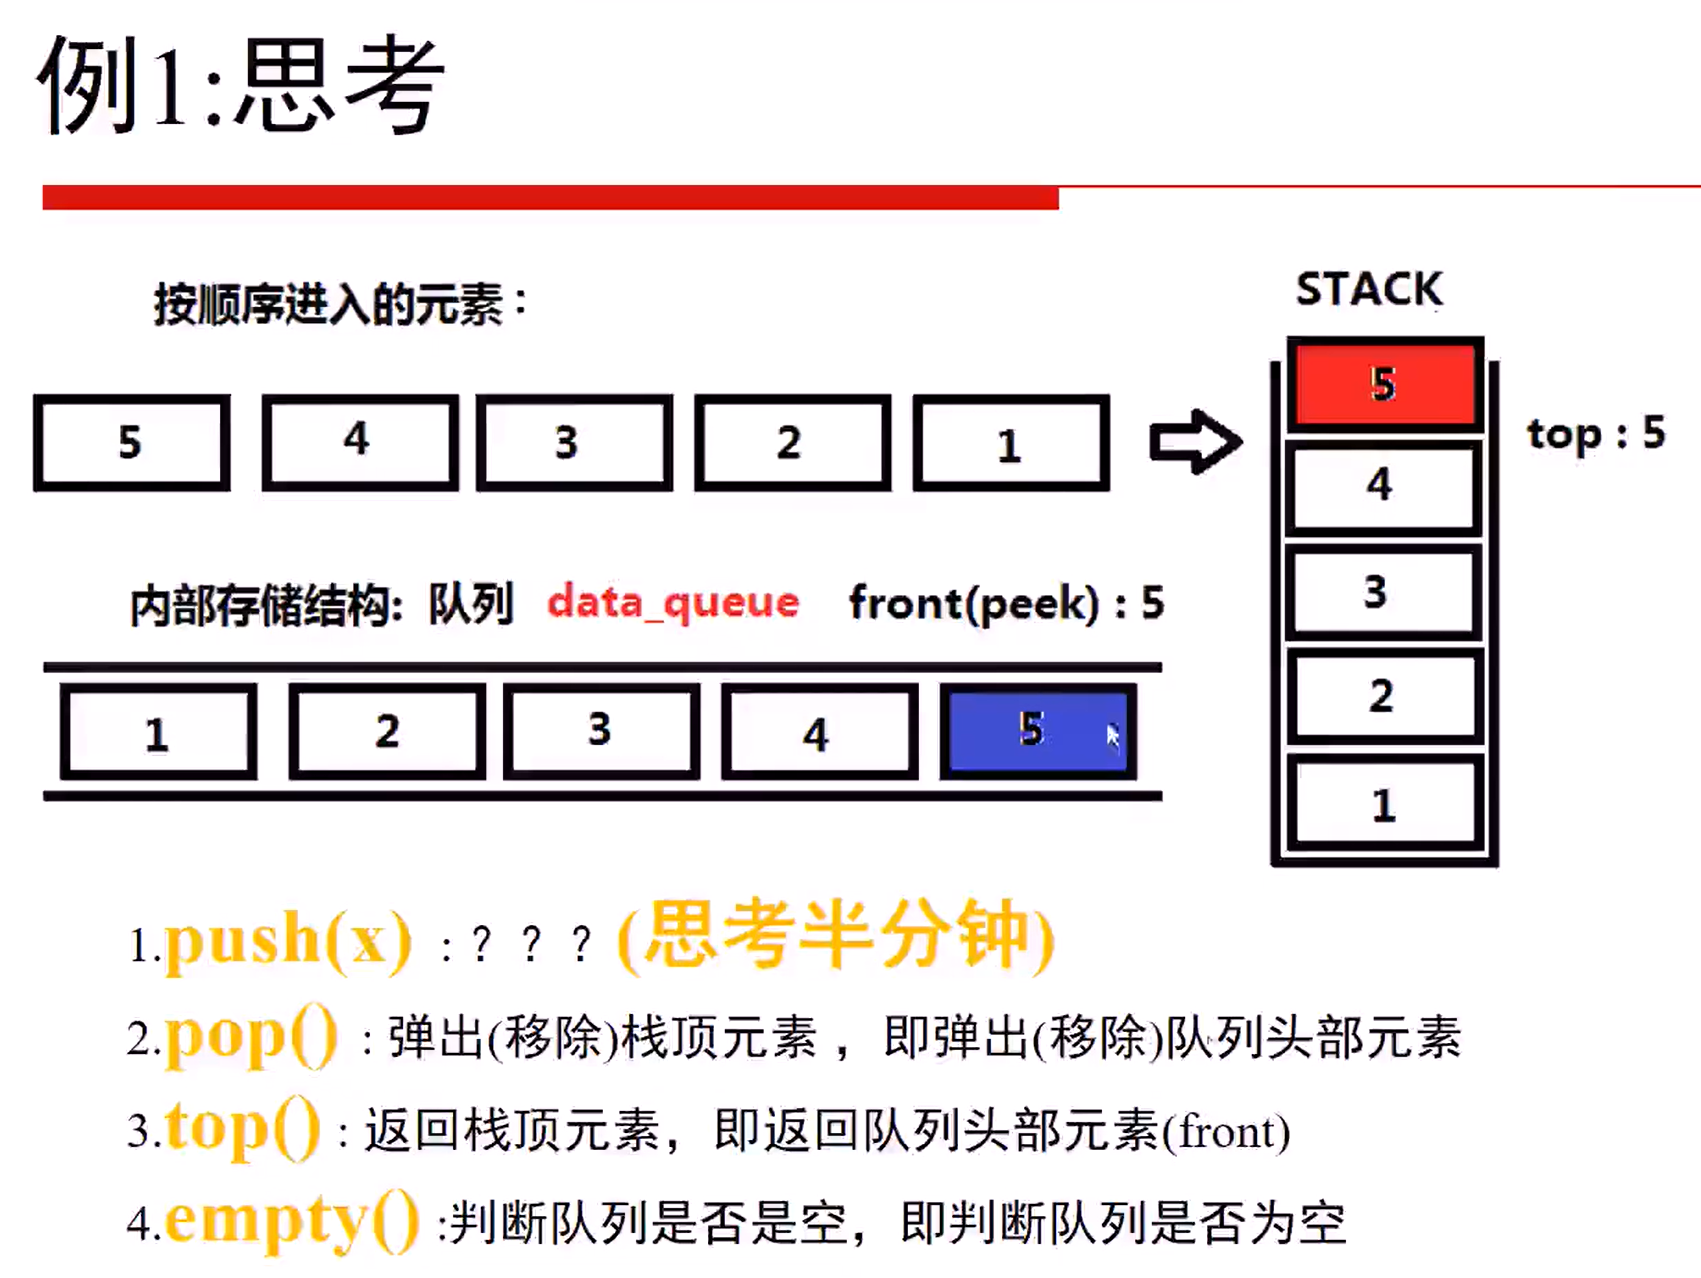 例1:思考
按顺序进入的元素：
STACK
5 4 3 2 1
5
4
3
2
1
top : 5
内部存储结构: 队列 data_queue front(peek) : 5
1 2 3 4 5
1.push(x) : ? ? ? (思考半分钟)
2.pop() : 弹出(移除)栈顶元素 ，即弹出(移除)队列头部元素
3.top() : 返回栈顶元素，即返回队列头部元素(front)
4.empty() :判断队列是否是空，即判断队列是否为空